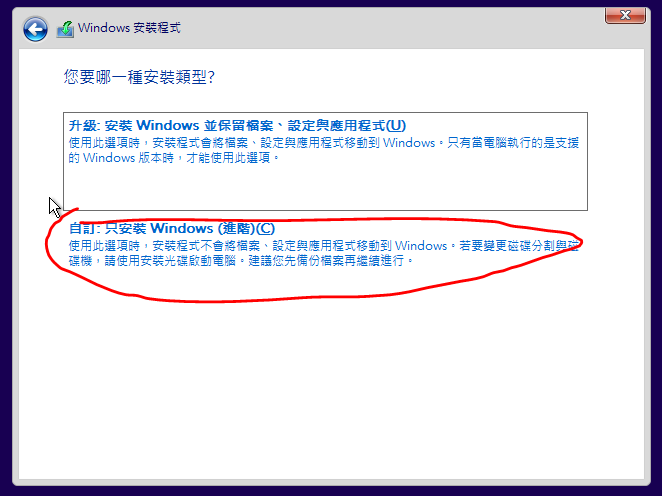 Windows 安裝程式
您要哪一種安裝類型?
升級: 安裝 Windows 並保留檔案、設定與應用程式(U)
使用此選項時，安裝程式會將檔案、設定與應用程式移動到 Windows。只有當電腦執行的是支援
的 Windows 版本時，才能使用此選項。
自訂: 只安裝 Windows (進階)(C)
使用此選項時，安裝程式不會將檔案、設定與應用程式移動到 Windows。若要變更磁碟分割與磁
碟機，請使用安裝光碟啟動電腦。建議您先備份檔案再繼續進行。